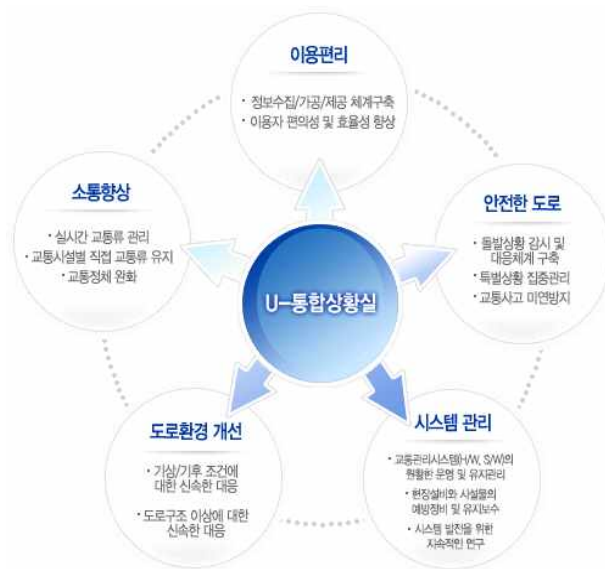 이용편리
· 정보수집/가공/제공 체계구축
· 이용자 편의성 및 효율성 향상
소통향상
· 실시간 교통류 관리
· 교통시설별 직접 교통류 유지
· 교통정체 완화
안전한 도로
· 돌발상황 감시 및
대응체계 구축
· 특별상황 집중관리
· 교통사고 미연방지
U-통합상황실
도로환경 개선
· 기상/기후 조건에
대한 신속한 대응
· 도로구조 이상에 대한
신속한 대응
시스템 관리
· 교통관리시스템(H/W, S/W)의
원활한 운영 및 유지관리
· 현장설비와 시설물의
예방정비 및 유지보수
· 시스템 발전을 위한
지속적인 연구